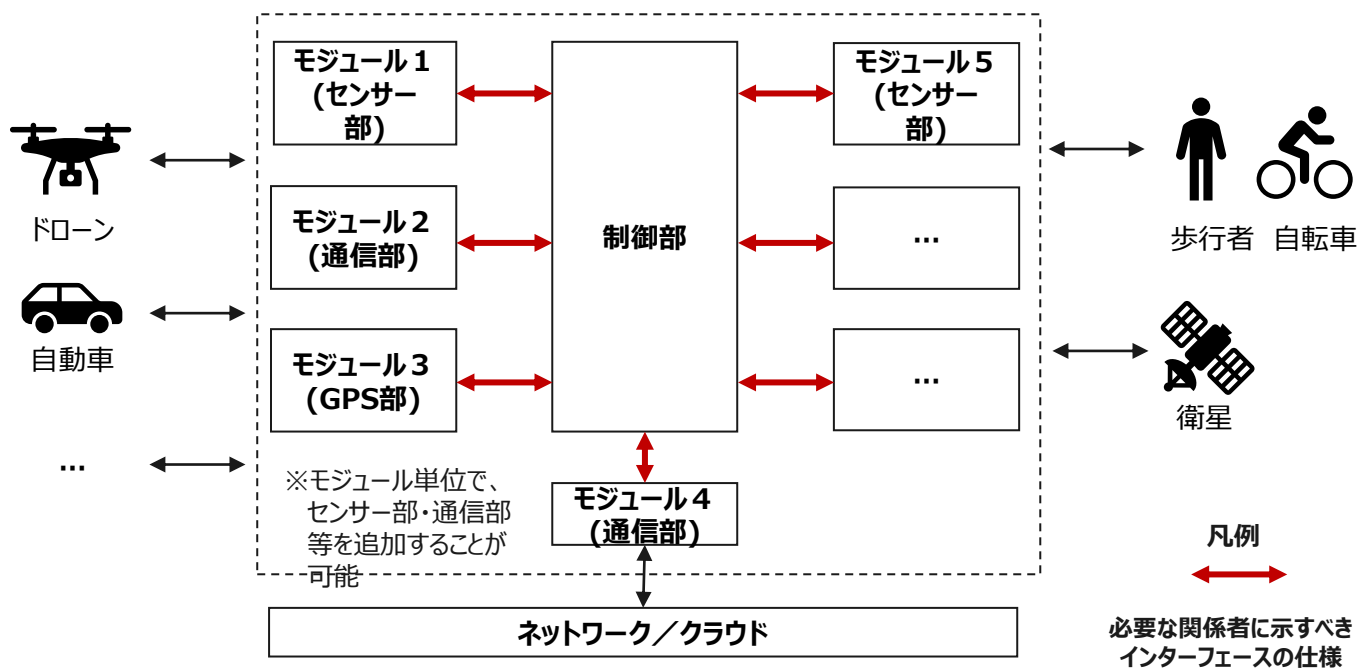 モジュール１
(センサー
部)
モジュール２
(通信部)
モジュール３
(GPS部)
制御部
モジュール５
(センサー
部)
…
…
モジュール４
(通信部)
※モジュール単位で、
センサー部・通信部
等を追加することが
可能
ネットワーク／クラウド
ドローン
自動車
…
歩行者
自転車
衛星
凡例
必要な関係者に示すべき
インターフェースの仕様